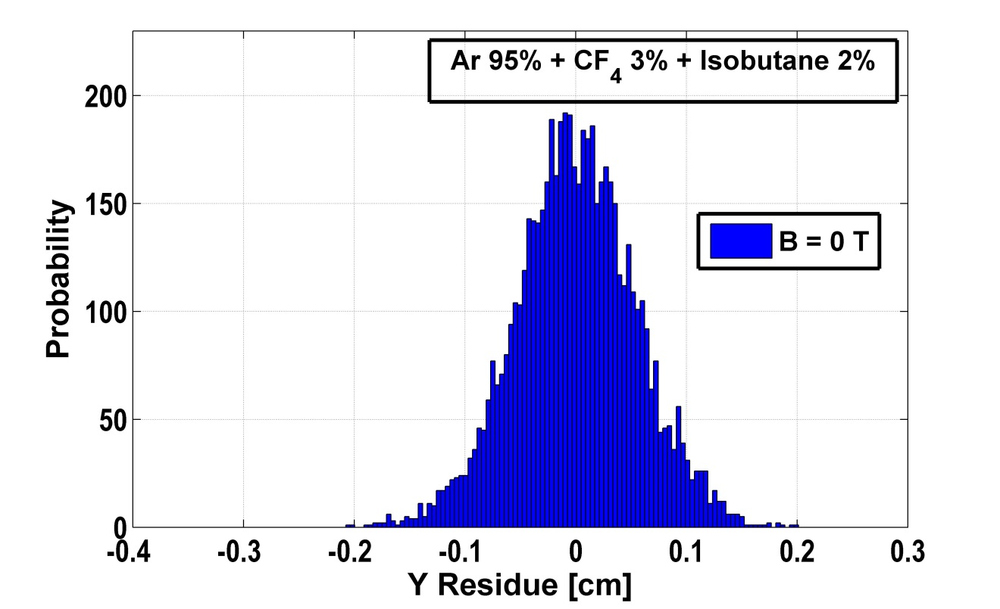 Ar 95% + CF4 3% + Isobutane 2%
200
150
100
50
0
B = 0 T
Probability
-0.4 -0.3 -0.2 -0.1 0 0.1 0.2 0.3
Y Residue [cm]